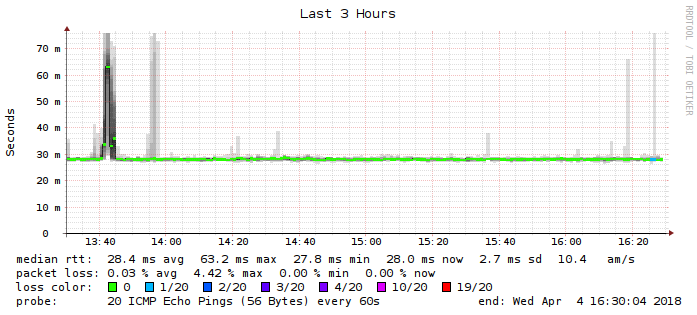 Last 3 Hours
RRDTOOL / TOBI OETIKER
Seconds
70 m
60 m
50 m
40 m
30 m
20 m
10 m
0
13:40 14:00 14:20 14:40 15:00 15:20 15:40 16:00 16:20
median rtt: 28.4 ms avg 63.2 ms max 27.8 ms min 28.0 ms now 2.7 ms sd 10.4 am/s
packet loss: 0.03 % avg 4.42 % max 0.00 % min 0.00 % now
loss color: 0 1/20 2/20 3/20 4/20 10/20 19/20
probe: 20 ICMP Echo Pings (56 Bytes) every 60s end: Wed Apr 4 16:30:04 2018